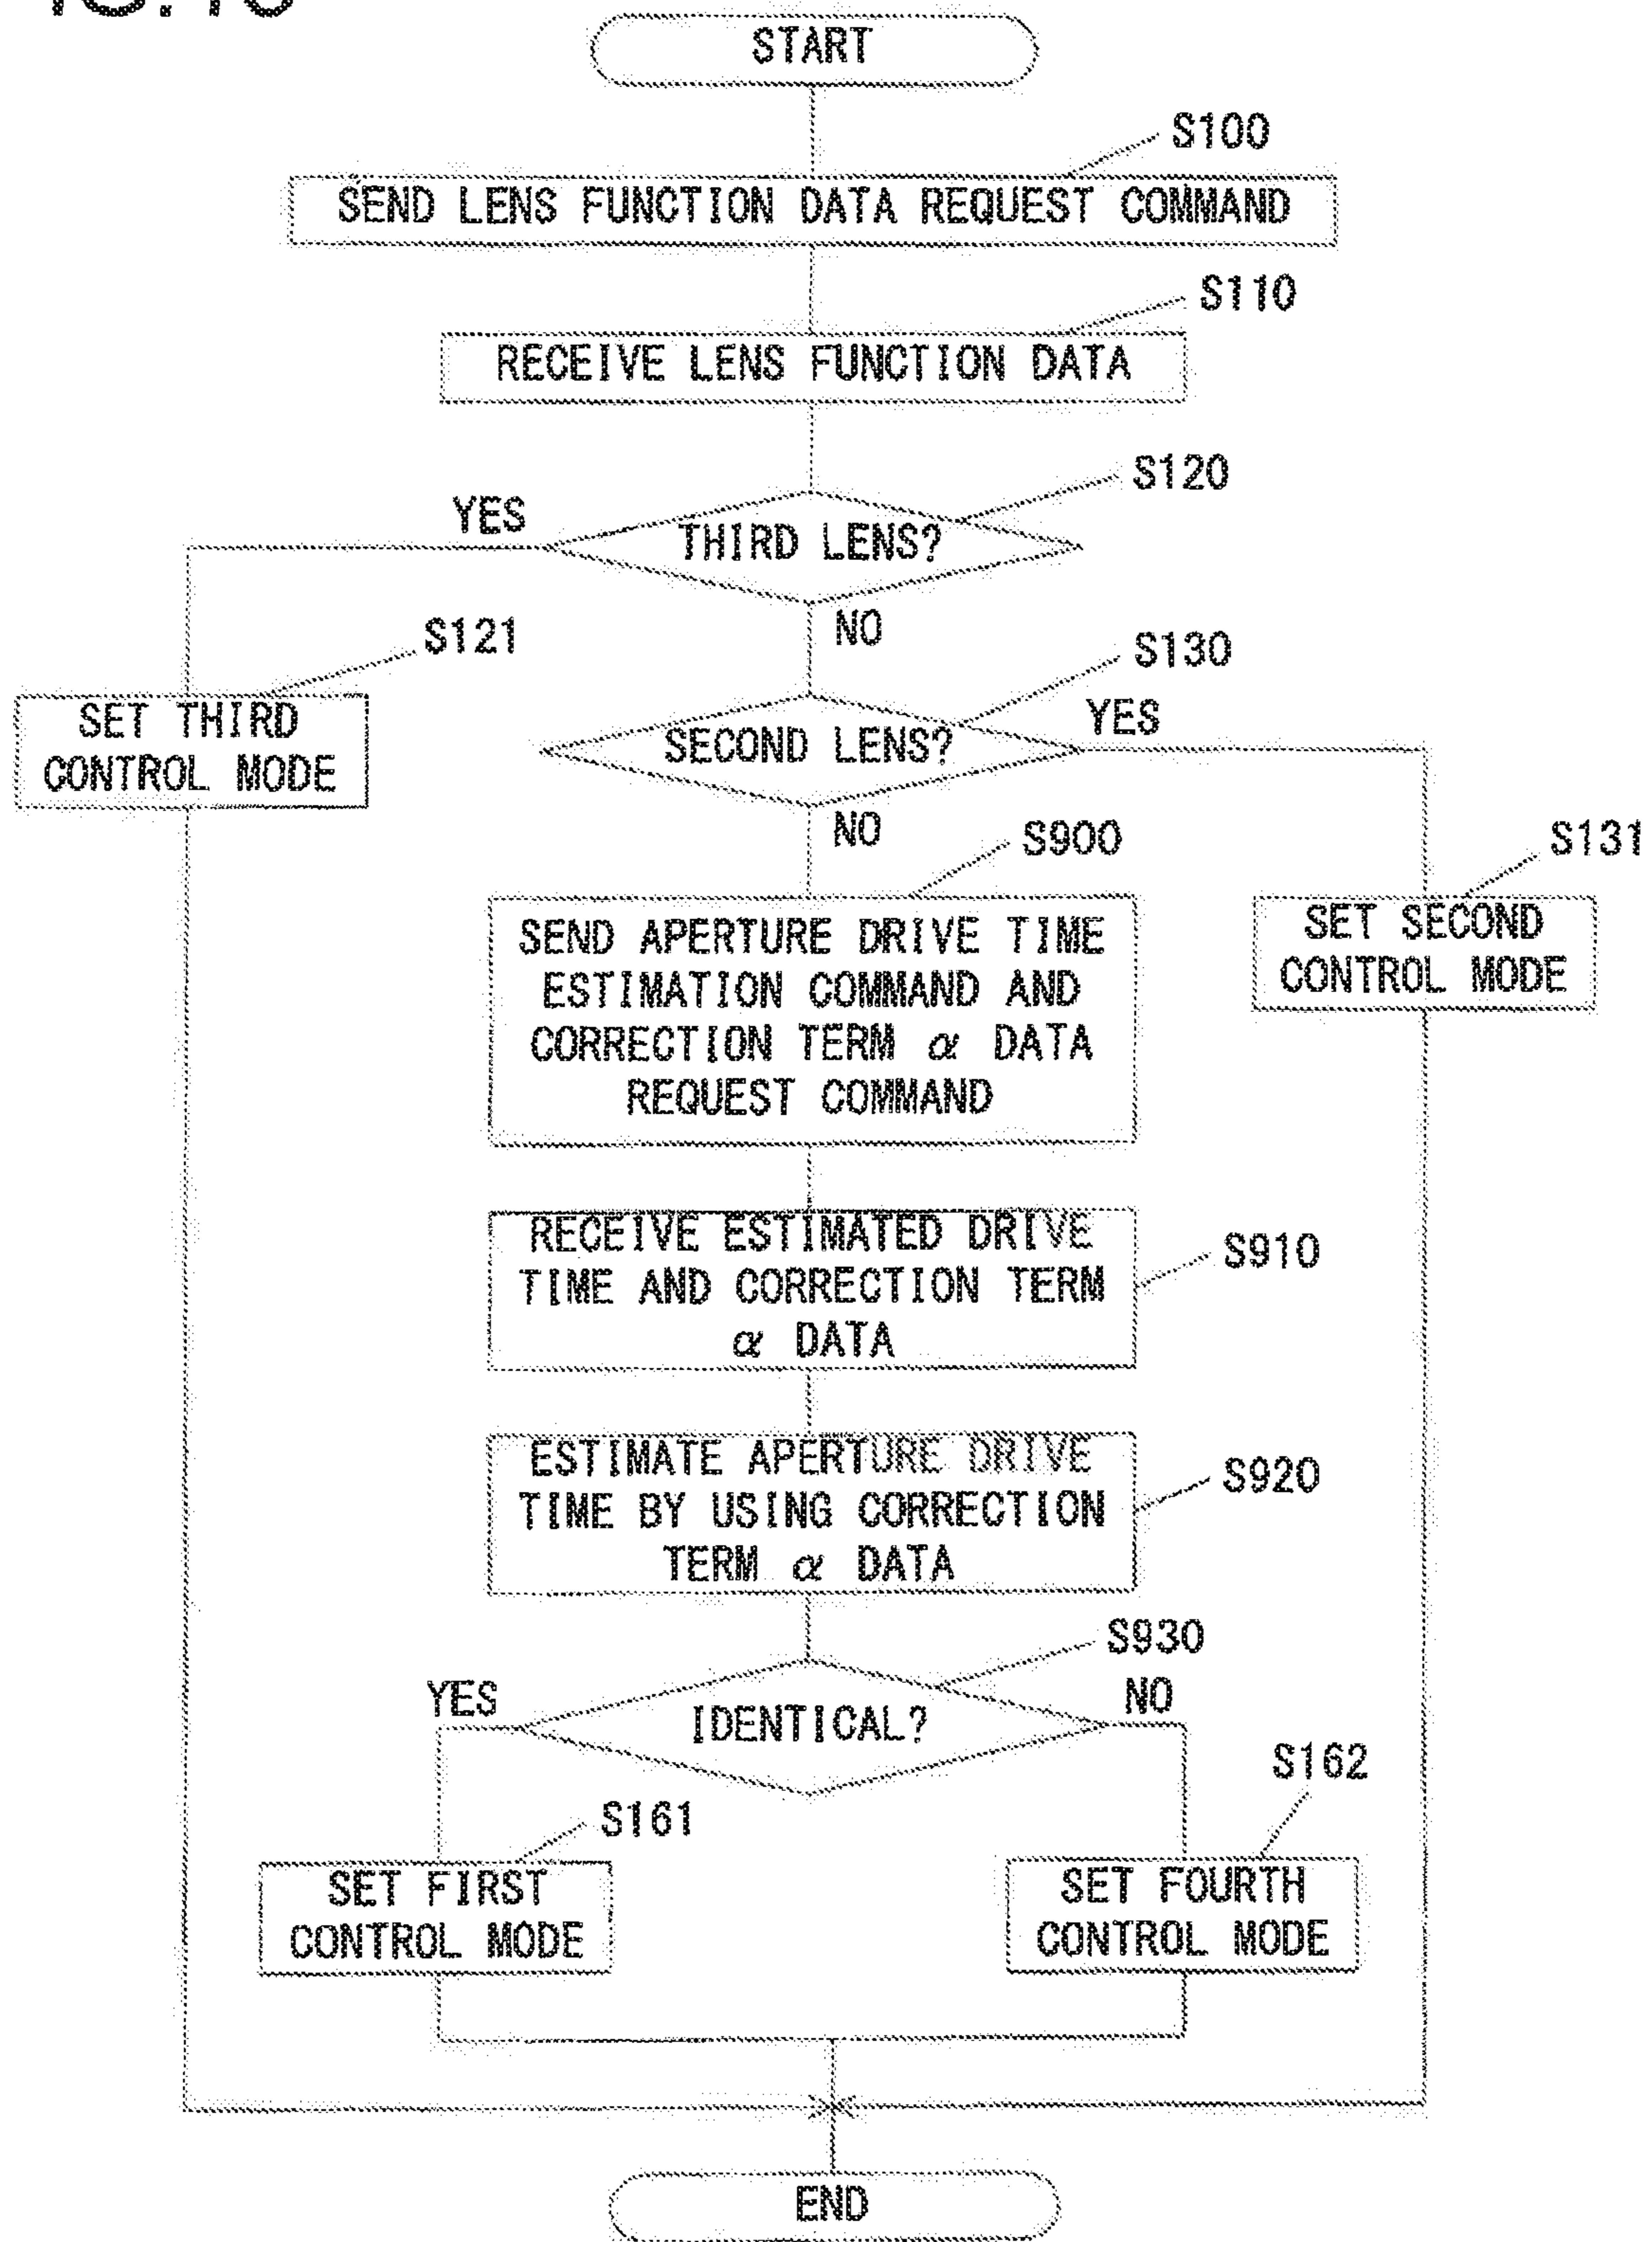 START
S100
SEND LENS FUNCTION DATA REQUEST COMMAND
S110
RECEIVE LENS FUNCTION DATA
S120
YES
THIRD LENS?
NO
S121
SET THIRD
CONTROL MODE
S130
SECOND LENS?
YES
NO
S131
SET SECOND
CONTROL MODE
S900
SEND APERTURE DRIVE TIME
ESTIMATION COMMAND AND
CORRECTION TERM α DATA
REQUEST COMMAND
RECEIVE ESTIMATED DRIVE
TIME AND CORRECTION TERM
α DATA
S910
ESTIMATE APERTURE DRIVE
TIME BY USING CORRECTION
TERM α DATA
S920
S930
YES
IDENTICAL?
NO
S161
SET FIRST
CONTROL MODE
S162
SET FOURTH
CONTROL MODE
END